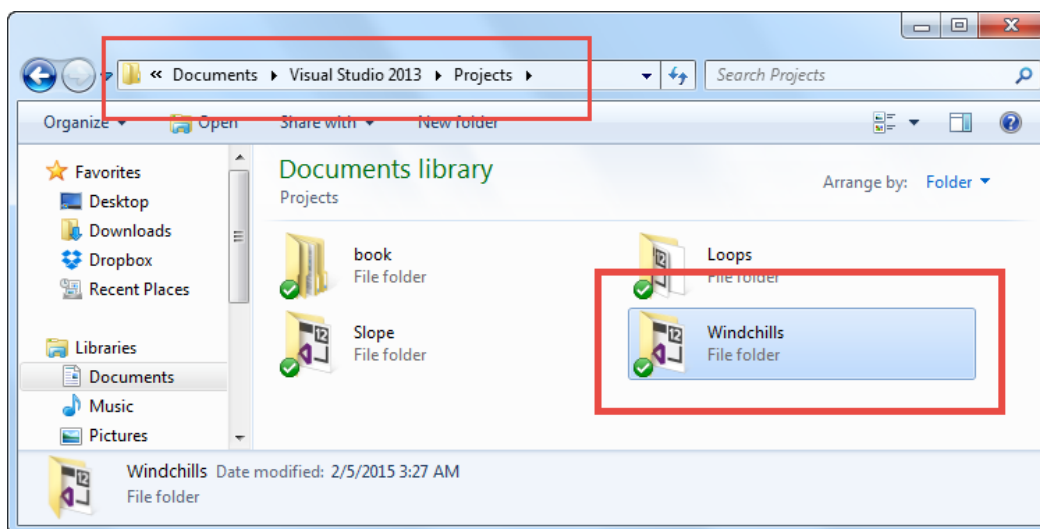 « Documents ▸ Visual Studio 2013 ▸ Projects ▸ Search Projects
Organize Open Share with New folder
Favorites
Desktop
Downloads
Dropbox
Recent Places
Libraries
Documents
Music
Pictures
Documents library
Projects
Arrange by: Folder
book
File folder
Loops
File folder
Slope
File folder
Windchills
File folder
Windchills Date modified: 2/5/2015 3:27 AM
File folder